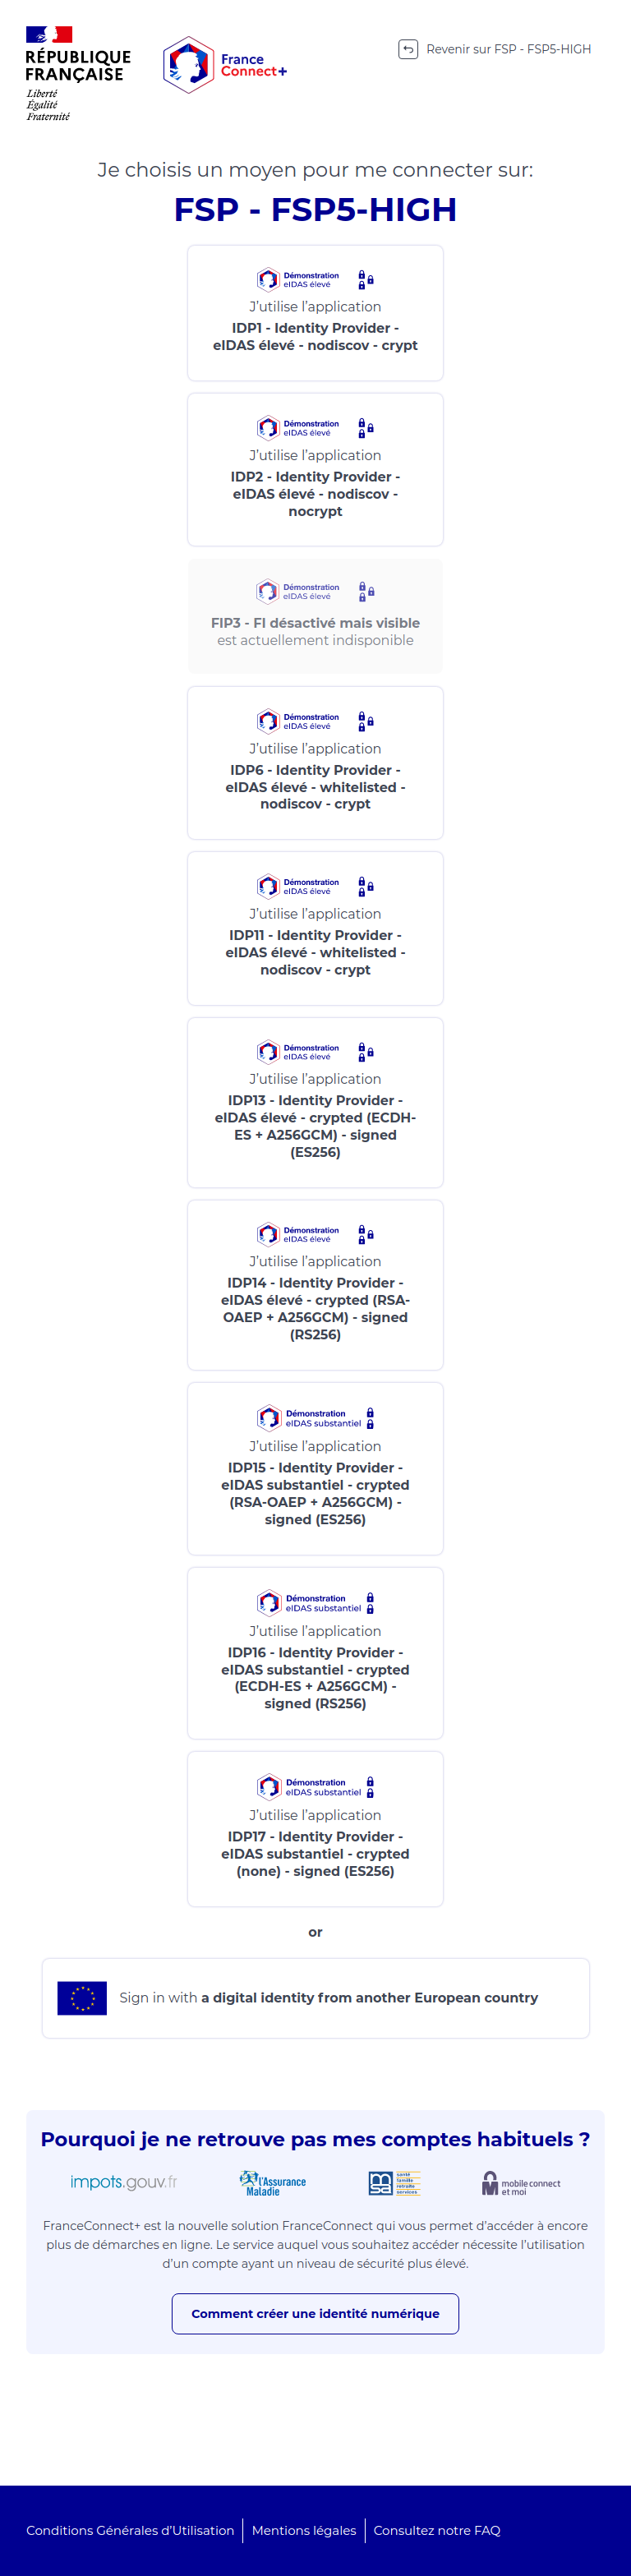 RÉPUBLIQUE
FRANÇAISE
Liberté
Égalité
Fraternité
France
Connect+
Revenir sur FSP - FSP5-HIGH
Je choisis un moyen pour me connecter sur:
FSP - FSP5-HIGH
Démonstration
eIDAS élevé
J’utilise l’application
IDP1 - Identity Provider -
eIDAS élevé - nodiscov - crypt
Démonstration
eIDAS élevé
J’utilise l’application
IDP2 - Identity Provider -
eIDAS élevé - nodiscov -
nocrypt
Démonstration
eIDAS élevé
FIP3 - FI désactivé mais visible
est actuellement indisponible
Démonstration
eIDAS élevé
J’utilise l’application
IDP6 - Identity Provider -
eIDAS élevé - whitelisted -
nodiscov - crypt
Démonstration
eIDAS élevé
J’utilise l’application
IDP11 - Identity Provider -
eIDAS élevé - whitelisted -
nodiscov - crypt
Démonstration
eIDAS élevé
J’utilise l’application
IDP13 - Identity Provider -
eIDAS élevé - crypted (ECDH-
ES + A256GCM) - signed
(ES256)
Démonstration
eIDAS élevé
J’utilise l’application
IDP14 - Identity Provider -
eIDAS élevé - crypted (RSA-
OAEP + A256GCM) - signed
(RS256)
Démonstration
eIDAS substantiel
J’utilise l’application
IDP15 - Identity Provider -
eIDAS substantiel - crypted
(RSA-OAEP + A256GCM) -
signed (ES256)
Démonstration
eIDAS substantiel
J’utilise l’application
IDP16 - Identity Provider -
eIDAS substantiel - crypted
(ECDH-ES + A256GCM) -
signed (RS256)
Démonstration
eIDAS substantiel
J’utilise l’application
IDP17 - Identity Provider -
eIDAS substantiel - crypted
(none) - signed (ES256)
or
Sign in with a digital identity from another European country
Pourquoi je ne retrouve pas mes comptes habituels ?
impots.gouv.fr
l'Assurance
Maladie
msa
santé
famille
retraite
services
mobile connect
et moi
FranceConnect+ est la nouvelle solution FranceConnect qui vous permet d’accéder à encore
plus de démarches en ligne. Le service auquel vous souhaitez accéder nécessite l’utilisation
d’un compte ayant un niveau de sécurité plus élevé.
Comment créer une identité numérique
Conditions Générales d’Utilisation
Mentions légales
Consultez notre FAQ